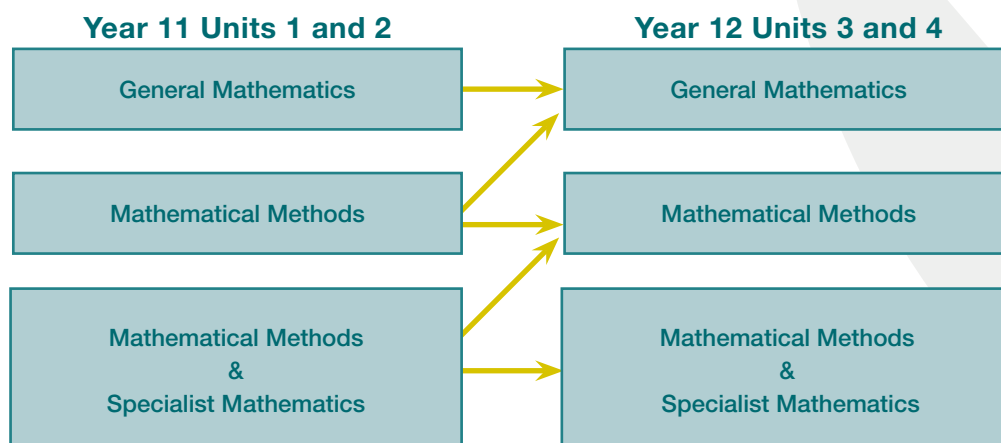 Year 11 Units 1 and 2
Year 12 Units 3 and 4
General Mathematics
General Mathematics
Mathematical Methods
Mathematical Methods
Mathematical Methods
&
Specialist Mathematics
Mathematical Methods
&
Specialist Mathematics